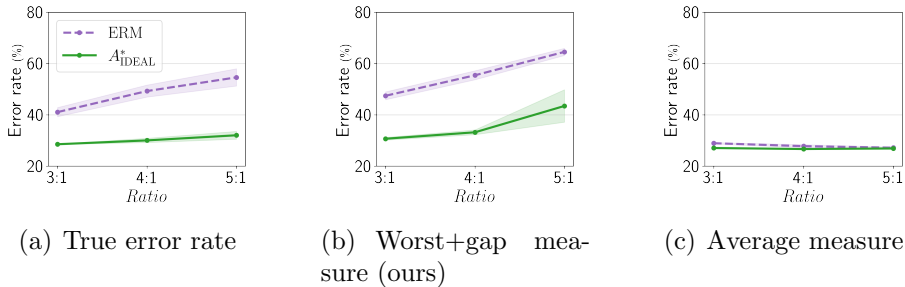 80
60
40
20
Error rate (%)
ERM
A*IDEAL
3:1 4:1 5:1
Ratio
(a) True error rate
80
60
40
20
Error rate (%)
3:1 4:1 5:1
Ratio
(b) Worst+gap mea-
sure (ours)
80
60
40
20
Error rate (%)
3:1 4:1 5:1
Ratio
(c) Average measure